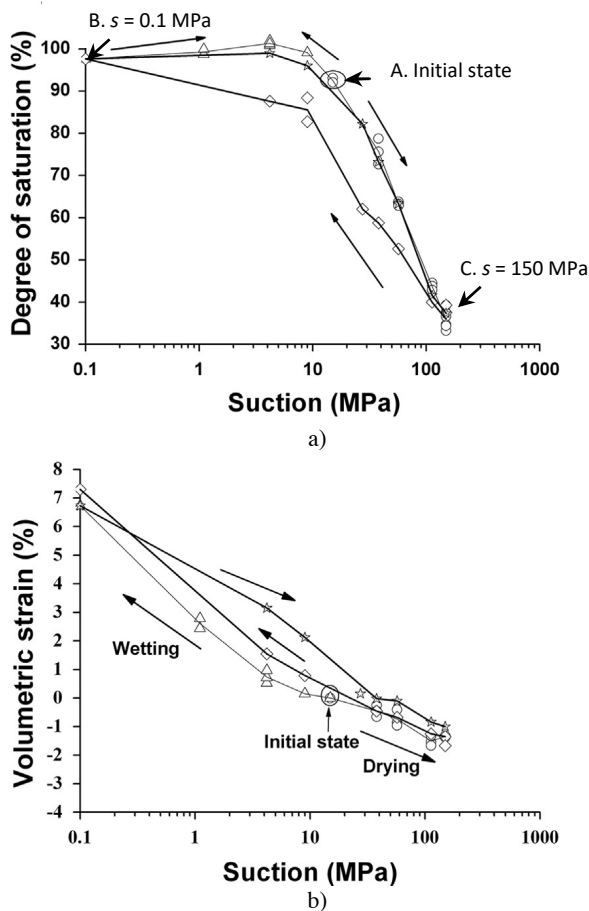 B. s = 0.1 MPa
A. Initial state
C. s = 150 MPa
Degree of saturation (%)
100
90
80
70
60
50
40
30
0.1
1
10
100
1000
Suction (MPa)
a)
Volumetric strain (%)
8
7
6
5
4
3
2
1
0
-1
-2
-3
-4
Wetting
Initial state
Drying
0.1
1
10
100
1000
Suction (MPa)
b)